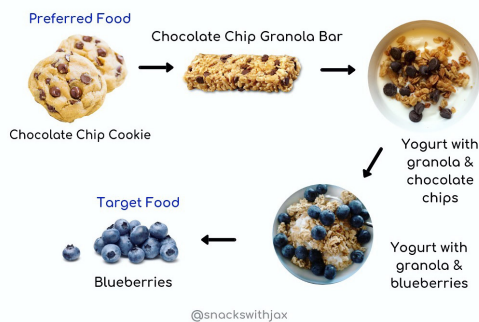 Preferred Food
Chocolate Chip Granola Bar
Chocolate Chip Cookie
Yogurt with
granola &
chocolate
chips
Yogurt with
granola &
blueberries
Target Food
Blueberries
@snackswithjax